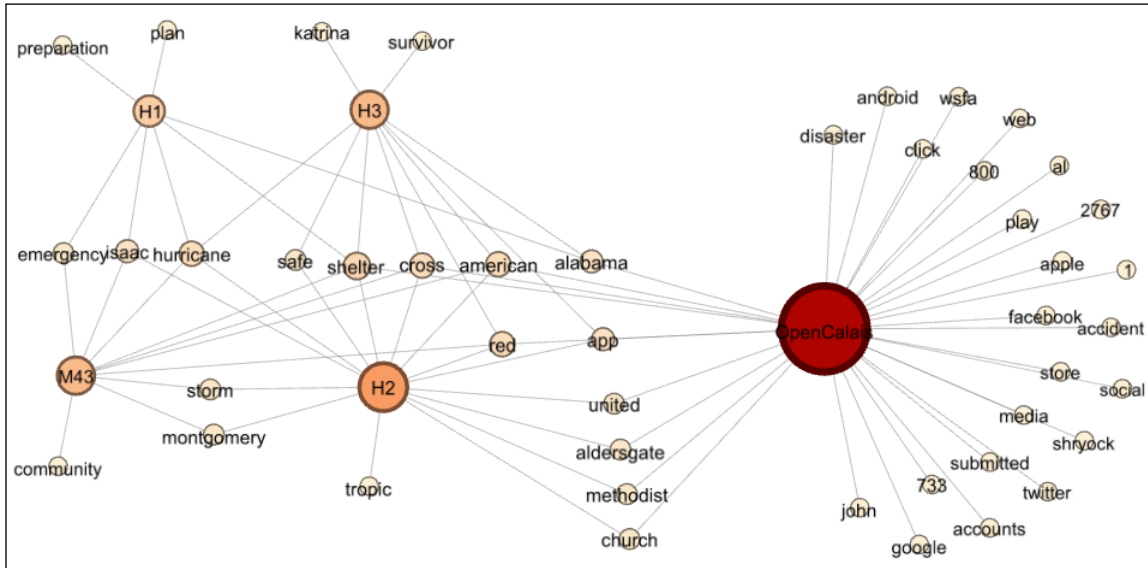 preparation
plan
katrina
survivor
H1
H3
android
wsfa
disaster
click
web
800
al
play
2767
emergency
isaac
hurricane
safe
shelter
cross
american
alabama
apple
1
facebook
accident
OpenCalais
red
app
M43
H2
storm
store
social
united
media
montgomery
shryock
aldersgate
submitted
community
tropic
methodist
733
twitter
john
accounts
church
google